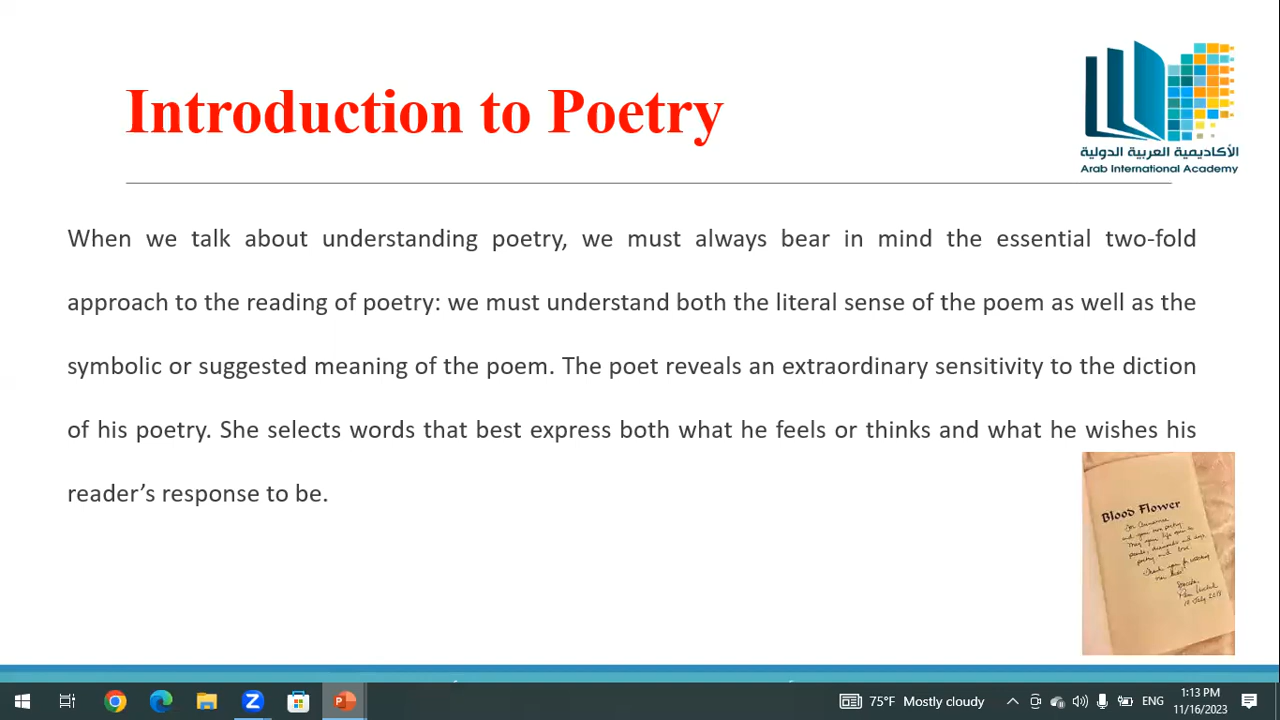 Introduction to Poetry
الأكاديمية العربية الدولية
Arab International Academy
When we talk about understanding poetry, we must always bear in mind the essential two-fold
approach to the reading of poetry: we must understand both the literal sense of the poem as well as the
symbolic or suggested meaning of the poem. The poet reveals an extraordinary sensitivity to the diction
of his poetry. She selects words that best express both what he feels or thinks and what he wishes his
reader’s response to be.
Blood Flower
75°F Mostly cloudy
ENG
1:13 PM
11/16/2023